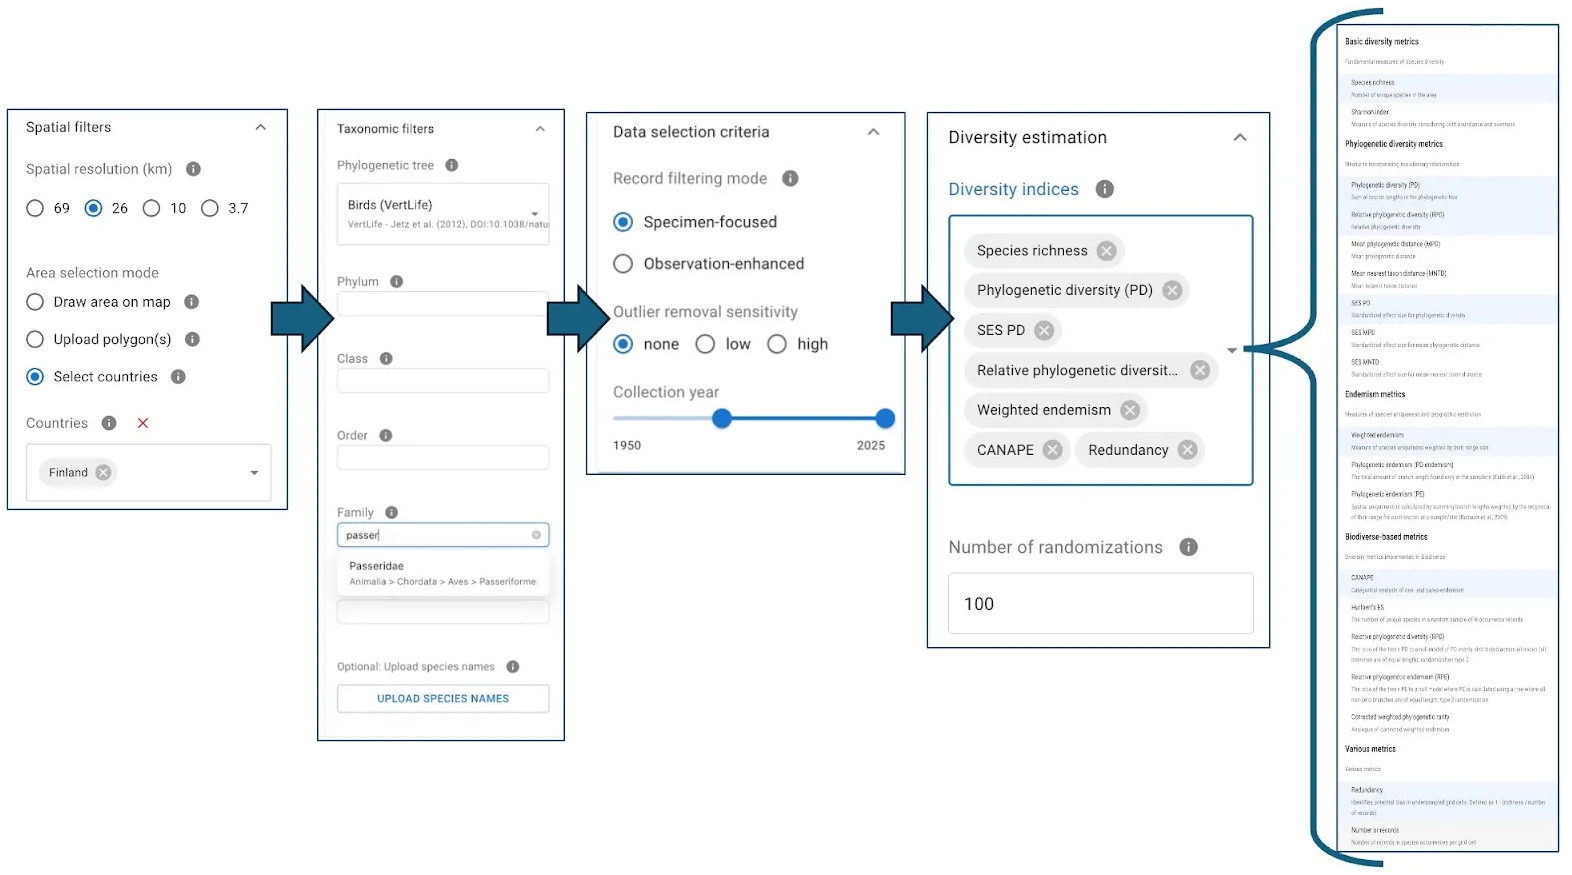 Spatial filters
Spatial resolution (km)
69 26 10 3.7
Area selection mode
Draw area on map
Upload polygon(s)
Select countries
Countries
Finland
Taxonomic filters
Phylogenetic tree
Birds (VertLife)
VertLife - Jetz et al. (2012), DOI:10.1038/natu
Phylum
Class
Order
Family
passer
Passeridae
Animalia > Chordata > Aves > Passeriforme
Optional: Upload species names
UPLOAD SPECIES NAMES
Data selection criteria
Record filtering mode
Specimen-focused
Observation-enhanced
Outlier removal sensitivity
none low high
Collection year
1950 2025
Diversity estimation
Diversity indices
Species richness
Phylogenetic diversity (PD)
SES PD
Relative phylogenetic diversit...
Weighted endemism
CANAPE Redundancy
Number of randomizations
100
Basic diversity metrics
Fundamental measures of species diversity
Species richness
Number of unique species in the area
Shannon index
Measure of species diversity considering both abundance and evenness
Phylogenetic diversity metrics
Measures incorporating evolutionary relationships
Phylogenetic diversity (PD)
Sum of branch lengths in the phylogenetic tree
Relative phylogenetic diversity (RPD)
Relative phylogenetic diversity
Mean phylogenetic distance (MPD)
Mean phylogenetic distance
Mean nearest taxon distance (MNTD)
Mean nearest taxon distance
SES PD
Standardized effect size for phylogenetic diversity
SES MPD
Standardized effect size for mean phylogenetic distance
SES MNTD
Standardized effect size for mean nearest taxon distance
Endemism metrics
Measures of species uniqueness and geographic restriction
Weighted endemism
Measure of species uniqueness weighted by their range size
Phylogenetic endemism (PD-endemism)
The total amount of branch length found only in the sample/s (Faith et al., 2004)
Phylogenetic endemism (PE)
Spatial uniqueness is calculated by summing branch lengths weighted by the reciprocal
of their range for each branch at a sample/site (Rosauer et al., 2009)
Biodiverse-based metrics
Diversity metrics implemented in Biodiverse
CANAPE
Categorical analysis of neo- and paleo-endemism
Hurlbert's ES
The number of unique species in a random sample of N occurrence records
Relative phylogenetic diversity (RPD)
The ratio of the tree's PD to a null model of PD evenly distributed across all nodes (all
branches are of equal length); randomization type 2
Relative phylogenetic endemism (RPE)
The ratio of the tree's PE to a null model where PE is calculated using a tree where all
non-zero branches are of equal length, type 2 randomization
Corrected weighted phylogenetic rarity
Analogue of corrected weighted endemism
Various metrics
Various metrics
Redundancy
Identifies potential bias in undersampled grid cells. Defined as 1 - (richness / number
of records)
Number of records
Number of records in species occurrences per grid cell